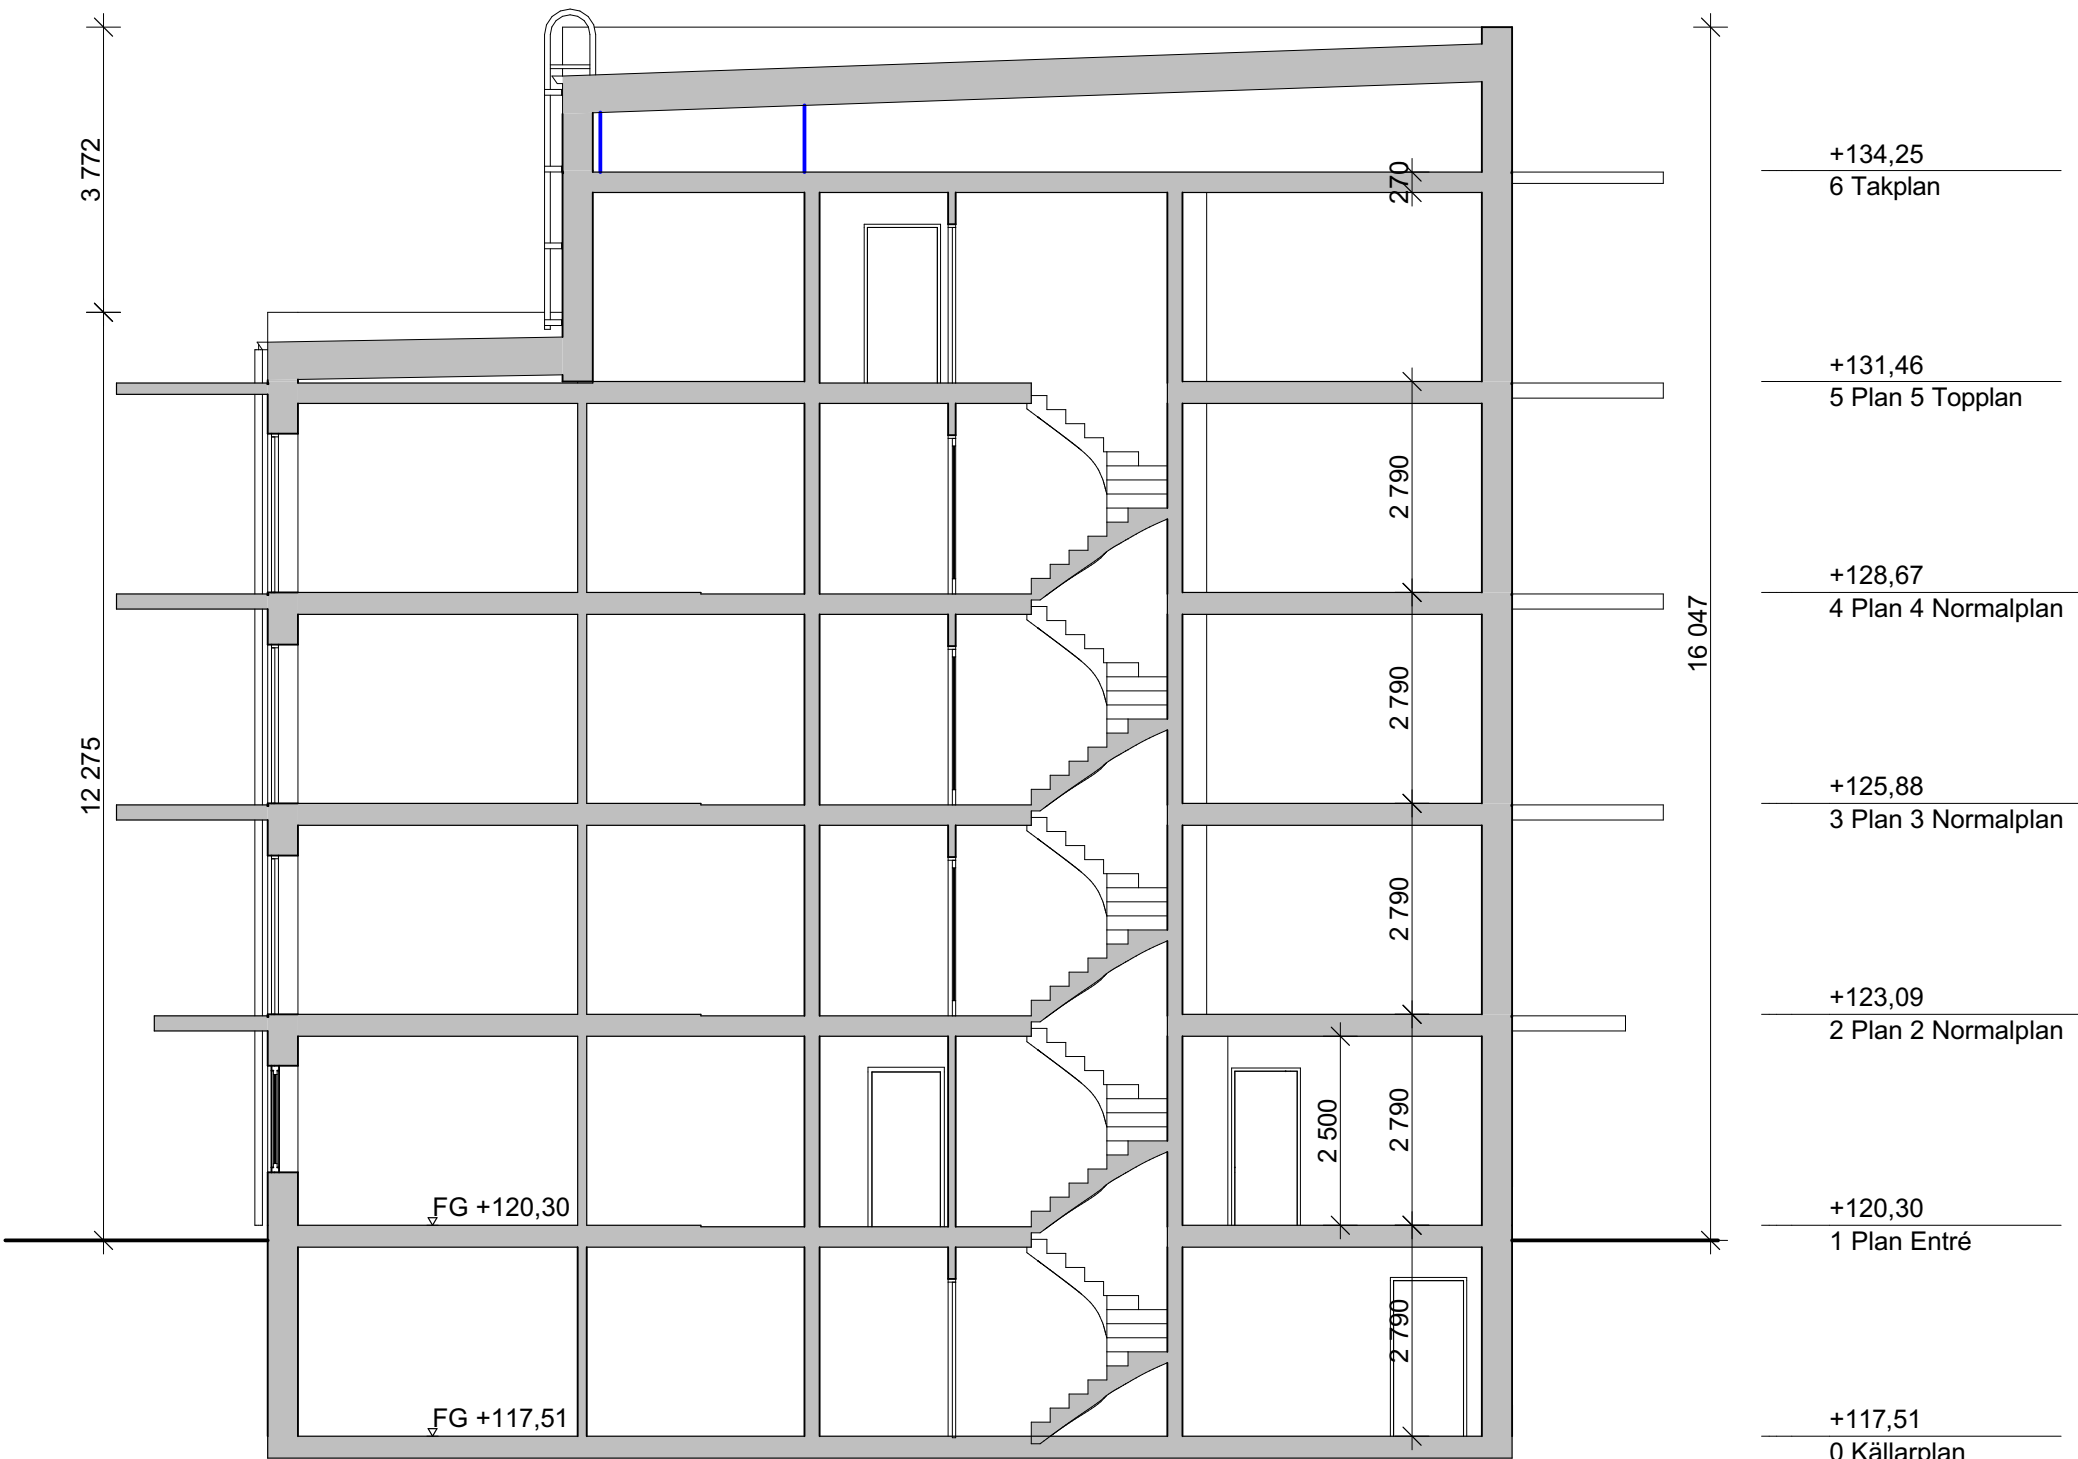 3 772
270
+134,25
6 Takplan
+131,46
5 Plan 5 Topplan
2 790
+128,67
4 Plan 4 Normalplan
16 047
2 790
12 275
+125,88
3 Plan 3 Normalplan
2 790
+123,09
2 Plan 2 Normalplan
2 500
2 790
FG +120,30
+120,30
1 Plan Entré
2 790
FG +117,51
+117,51
0 Källarplan